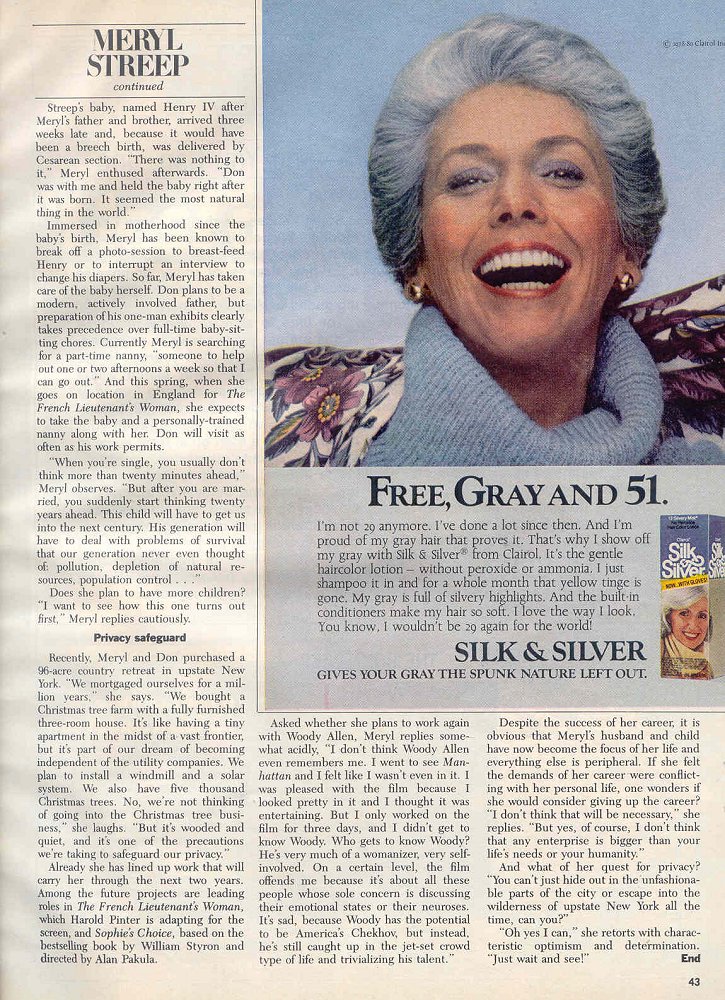 MERYL
STREEP
continued
Streep's baby, named Henry IV after
Meryl's father and brother, arrived three
weeks late and, because it would have
been a breech birth, was delivered by
Cesarean section. "There was nothing to
it," Meryl enthused afterwards. "Don
was with me and held the baby right after
it was born. It seemed the most natural
thing in the world."
Immersed in motherhood since the
baby's birth, Meryl has been known to
break off a photo-session to breast-feed
Henry or to interrupt an interview to
change his diapers. So far, Meryl has taken
care of the baby herself. Don plans to be a
modern, actively involved father, but
preparation of his one-man exhibits clearly
takes precedence over full-time baby-sit-
ting chores. Currently Meryl is searching
for a part-time nanny, "someone to help
out one or two afternoons a week so that I
can go out." And this spring, when she
goes on location in England for The
French Lieutenant's Woman, she expects
to take the baby and a personally-trained
nanny along with her. Don will visit as
often as his work permits.
"When you're single, you usually don't
think more than twenty minutes ahead,"
Meryl observes. "But after you are mar-
ried, you suddenly start thinking twenty
years ahead. This child will have to get us
into the next century. His generation will
have to deal with problems of survival
that our generation never even thought
of: pollution, depletion of natural re-
sources, population control . . ."
Does she plan to have more children?
"I want to see how this one turns out
first," Meryl replies cautiously.
Privacy safeguard
Recently, Meryl and Don purchased a
96-acre country retreat in upstate New
York. "We mortgaged ourselves for a mil-
lion years," she says. "We bought a
Christmas tree farm with a fully furnished
three-room house. It's like having a tiny
apartment in the midst of a vast frontier,
but it's part of our dream of becoming
independent of the utility companies. We
plan to install a windmill and a solar
system. We also have five thousand
Christmas trees. No, we're not thinking
of going into the Christmas tree busi-
ness," she laughs. "But it's wooded and
quiet, and it's one of the precautions
we're taking to safeguard our privacy."
Already she has lined up work that will
carry her through the next two years.
Among the future projects are leading
roles in The French Lieutenant's Woman,
which Harold Pinter is adapting for the
screen, and Sophie's Choice, based on the
bestselling book by William Styron and
directed by Alan Pakula.
Clairol Inc
FREE, GRAY AND 51.
I'm not 29 anymore. I've done a lot since then. And I'm
proud of my gray hair that proves it. That's why I show off
my gray with Silk & Silver® from Clairol. It's the gentle
haircolor lotion – without peroxide or ammonia. I just
shampoo it in and for a whole month that yellow tinge is
gone. My gray is full of silvery highlights. And the built-in
conditioners make my hair so soft. I love the way I look.
You know, I wouldn't be 29 again for the world!
SILK & SILVER
GIVES YOUR GRAY THE SPUNK NATURE LEFT OUT.
Clairol
Silk
Silver
NOW..WITH GLOVES!
Asked whether she plans to work again
with Woody Allen, Meryl replies some-
what acidly, "I don't think Woody Allen
even remembers me. I went to see Man-
hattan and I felt like I wasn't even in it. I
was pleased with the film because I
looked pretty in it and I thought it was
entertaining. But I only worked on the
film for three days, and I didn't get to
know Woody. Who gets to know Woody?
He's very much of a womanizer, very self-
involved. On a certain level, the film
offends me because it's about all these
people whose sole concern is discussing
their emotional states or their neuroses.
It's sad, because Woody has the potential
to be America's Chekhov, but instead,
he's still caught up in the jet-set crowd
type of life and trivializing his talent."
Despite the success of her career, it is
obvious that Meryl's husband and child
have now become the focus of her life and
everything else is peripheral. If she felt
the demands of her career were conflict-
ing with her personal life, one wonders if
she would consider giving up the career?
"I don't think that will be necessary," she
replies. "But yes, of course, I don't think
that any enterprise is bigger than your
life's needs or your humanity."
And what of her quest for privacy?
"You can't just hide out in the unfashiona-
ble parts of the city or escape into the
wilderness of upstate New York all the
time, can you?"
"Oh yes I can," she retorts with charac-
teristic optimism and determination.
"Just wait and see!" End
43